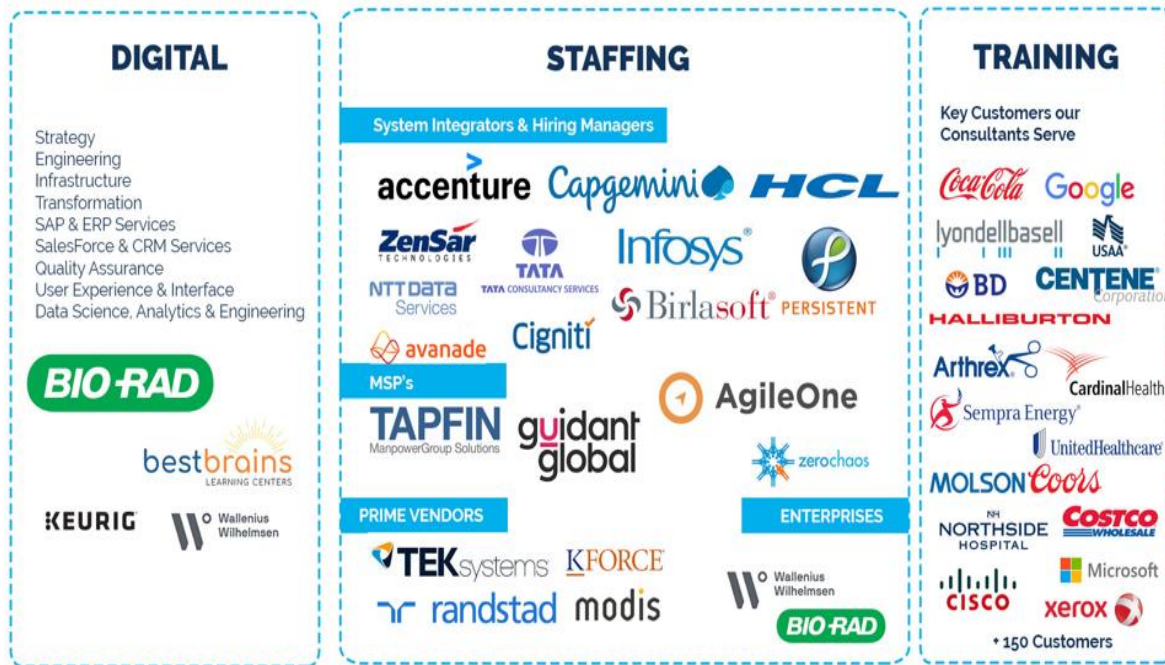 DIGITAL
Strategy
Engineering
Infrastructure
Transformation
SAP & ERP Services
SalesForce & CRM Services
Quality Assurance
User Experience & Interface
Data Science, Analytics & Engineering
BIO-RAD
bestbrains
LEARNING CENTERS
KEURIG
Wallenius
Wilhelmsen
STAFFING
System Integrators & Hiring Managers
accenture
Capgemini
HCL
ZenSar
TECHNOLOGIES
TATA
TATA CONSULTANCY SERVICES
Infosys®
PERSISTENT
NTT DATA
Services
Birlasoft®
avanade
Cigniti
MSP's
TAPFIN
ManpowerGroup Solutions
guidant
global
AgileOne
zerochaos
PRIME VENDORS
TEKsystems
KFORCE
randstad
modis
ENTERPRISES
Wallenius
Wilhelmsen
BIO-RAD
TRAINING
Key Customers our
Consultants Serve
Coca-Cola
Google
lyondellbasell
USAA®
BD
CENTENE®
Corporation
HALLIBURTON
Arthrex®
CardinalHealth
Sempra Energy®
UnitedHealthcare®
MOLSON Coors
NH
NORTHSIDE
HOSPITAL
COSTCO
WHOLESALE
CISCO
Microsoft
xerox
+ 150 Customers